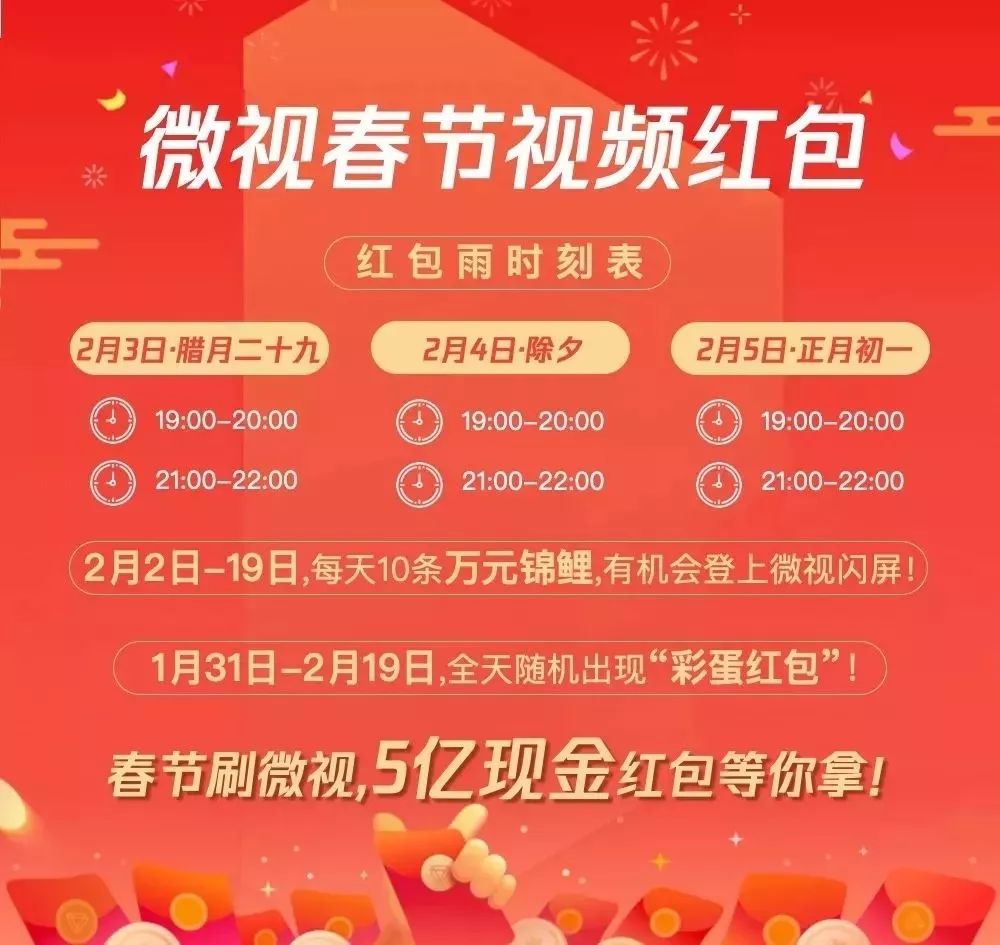 微视春节视频红包
红包雨时刻表
2月3日·腊月二十九
2月4日·除夕
2月5日·正月初一
19:00-20:00
19:00-20:00
19:00-20:00
21:00-22:00
21:00-22:00
21:00-22:00
2月2日-19日,每天10条万元锦鲤,有机会登上微视闪屏!
1月31日-2月19日,全天随机出现“彩蛋红包”!
春节刷微视,5亿现金红包等你拿!